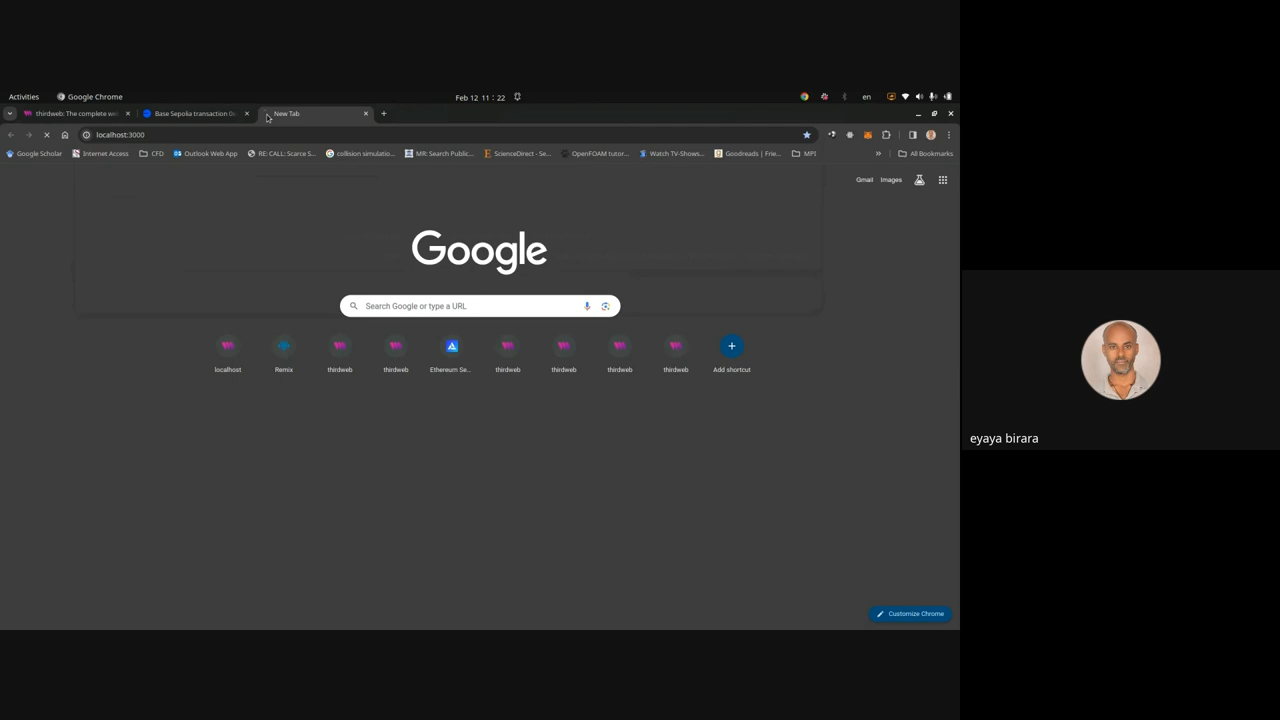 Activities
Google Chrome
Feb 12 11 : 22
en
thirdweb: The complete we
Base Sepolia transaction 0x
New Tab
localhost:3000
Google Scholar
Internet Access
CFD
Outlook Web App
RE: CALL: Scarce S...
collision simulatio...
MR: Search Public...
ScienceDirect - Se...
OpenFOAM tutor...
Watch TV-Shows...
Goodreads | Frie...
MPI
»
All Bookmarks
Gmail
Images
Google
Search Google or type a URL
localhost
Remix
thirdweb
thirdweb
Ethereum Se...
thirdweb
thirdweb
thirdweb
thirdweb
Add shortcut
eyaya birara
Customize Chrome